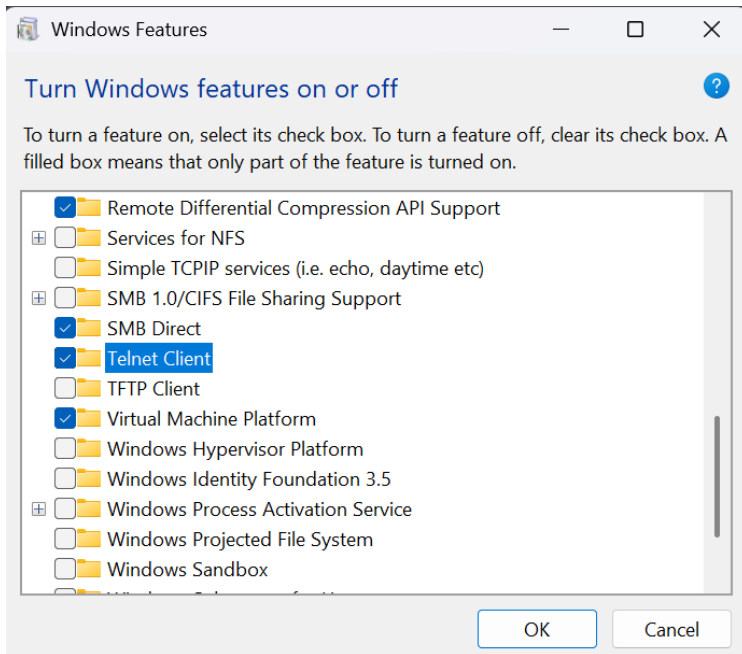 Windows Features
Turn Windows features on or off
To turn a feature on, select its check box. To turn a feature off, clear its check box. A
filled box means that only part of the feature is turned on.
Remote Differential Compression API Support
Services for NFS
Simple TCPIP services (i.e. echo, daytime etc)
SMB 1.0/CIFS File Sharing Support
SMB Direct
Telnet Client
TFTP Client
Virtual Machine Platform
Windows Hypervisor Platform
Windows Identity Foundation 3.5
Windows Process Activation Service
Windows Projected File System
Windows Sandbox
OK
Cancel